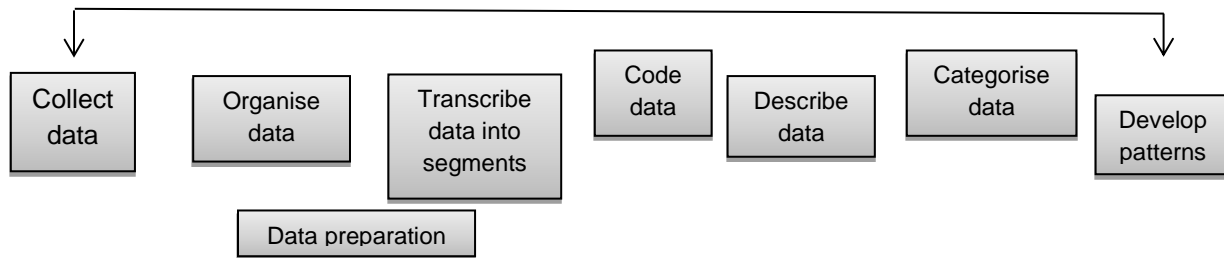 Collect
data
Organise
data
Transcribe
data into
segments
Code
data
Describe
data
Categorise
data
Develop
patterns
Data preparation